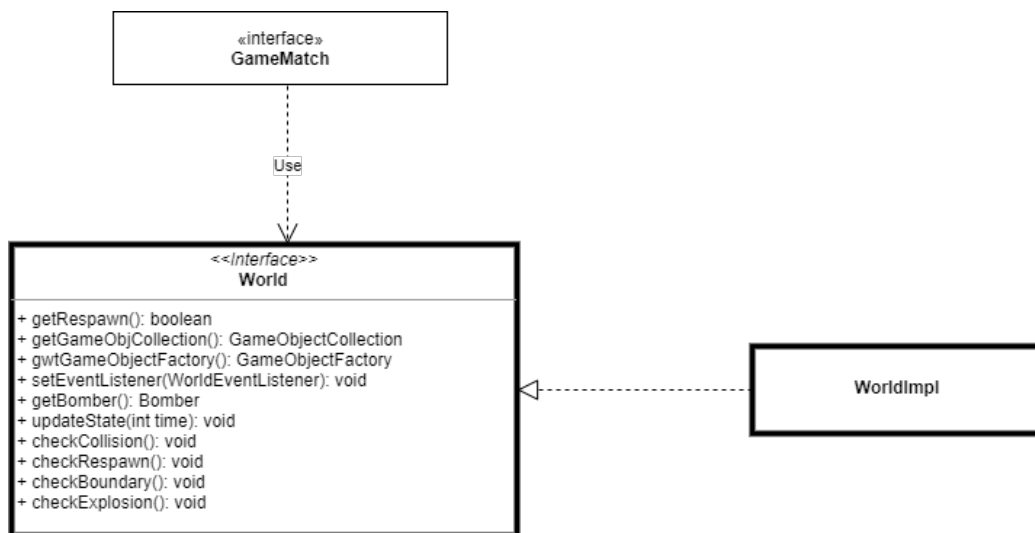 «interface»
GameMatch
Use
<<Interface>>
World
+ getRespawn(): boolean
+ getGameObjCollection(): GameObjectCollection
+ gwtGameObjectFactory(): GameObjectFactory
+ setEventListener(WorldEventListener): void
+ getBomber(): Bomber
+ updateState(int time): void
+ checkCollision(): void
+ checkRespawn(): void
+ checkBoundary(): void
+ checkExplosion(): void
WorldImpl